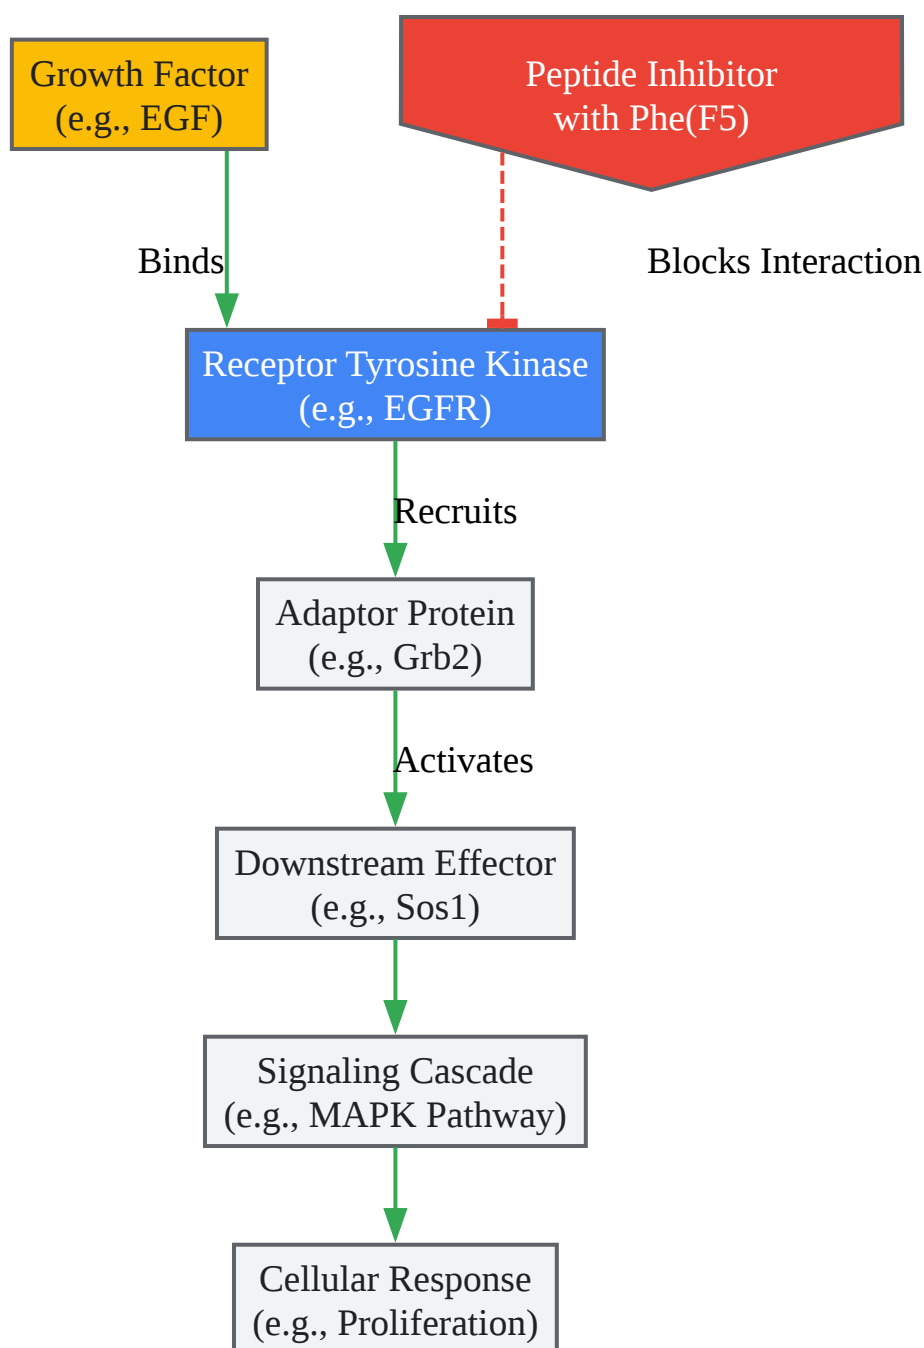 Growth Factor
(e.g., EGF)
Peptide Inhibitor
with Phe(F5)
Binds
Blocks Interaction
Receptor Tyrosine Kinase
(e.g., EGFR)
Recruits
Adaptor Protein
(e.g., Grb2)
Activates
Downstream Effector
(e.g., Sos1)
Signaling Cascade
(e.g., MAPK Pathway)
Cellular Response
(e.g., Proliferation)